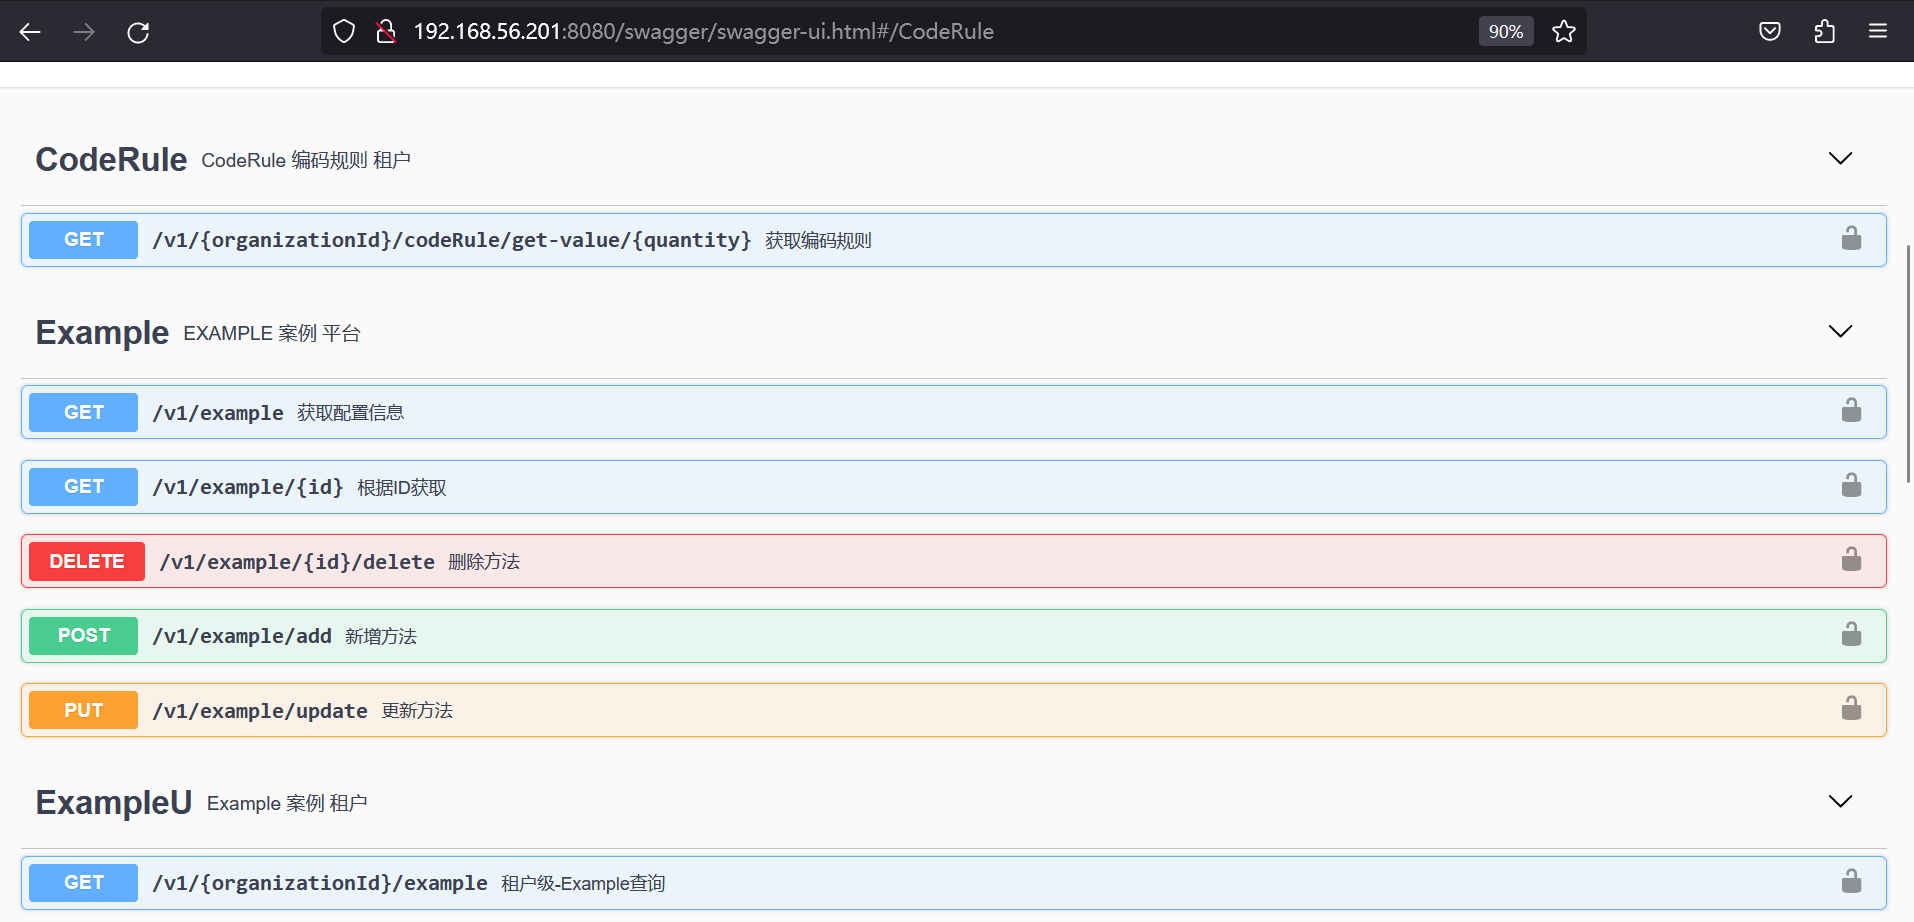 192.168.56.201:8080/swagger/swagger-ui.html#/CodeRule 90%
CodeRule CodeRule 编码规则 租户
GET /v1/{organizationId}/codeRule/get-value/{quantity} 获取编码规则
Example EXAMPLE 案例 平台
GET /v1/example 获取配置信息
GET /v1/example/{id} 根据ID获取
DELETE /v1/example/{id}/delete 删除方法
POST /v1/example/add 新增方法
PUT /v1/example/update 更新方法
ExampleU Example 案例 租户
GET /v1/{organizationId}/example 租户级-Example查询